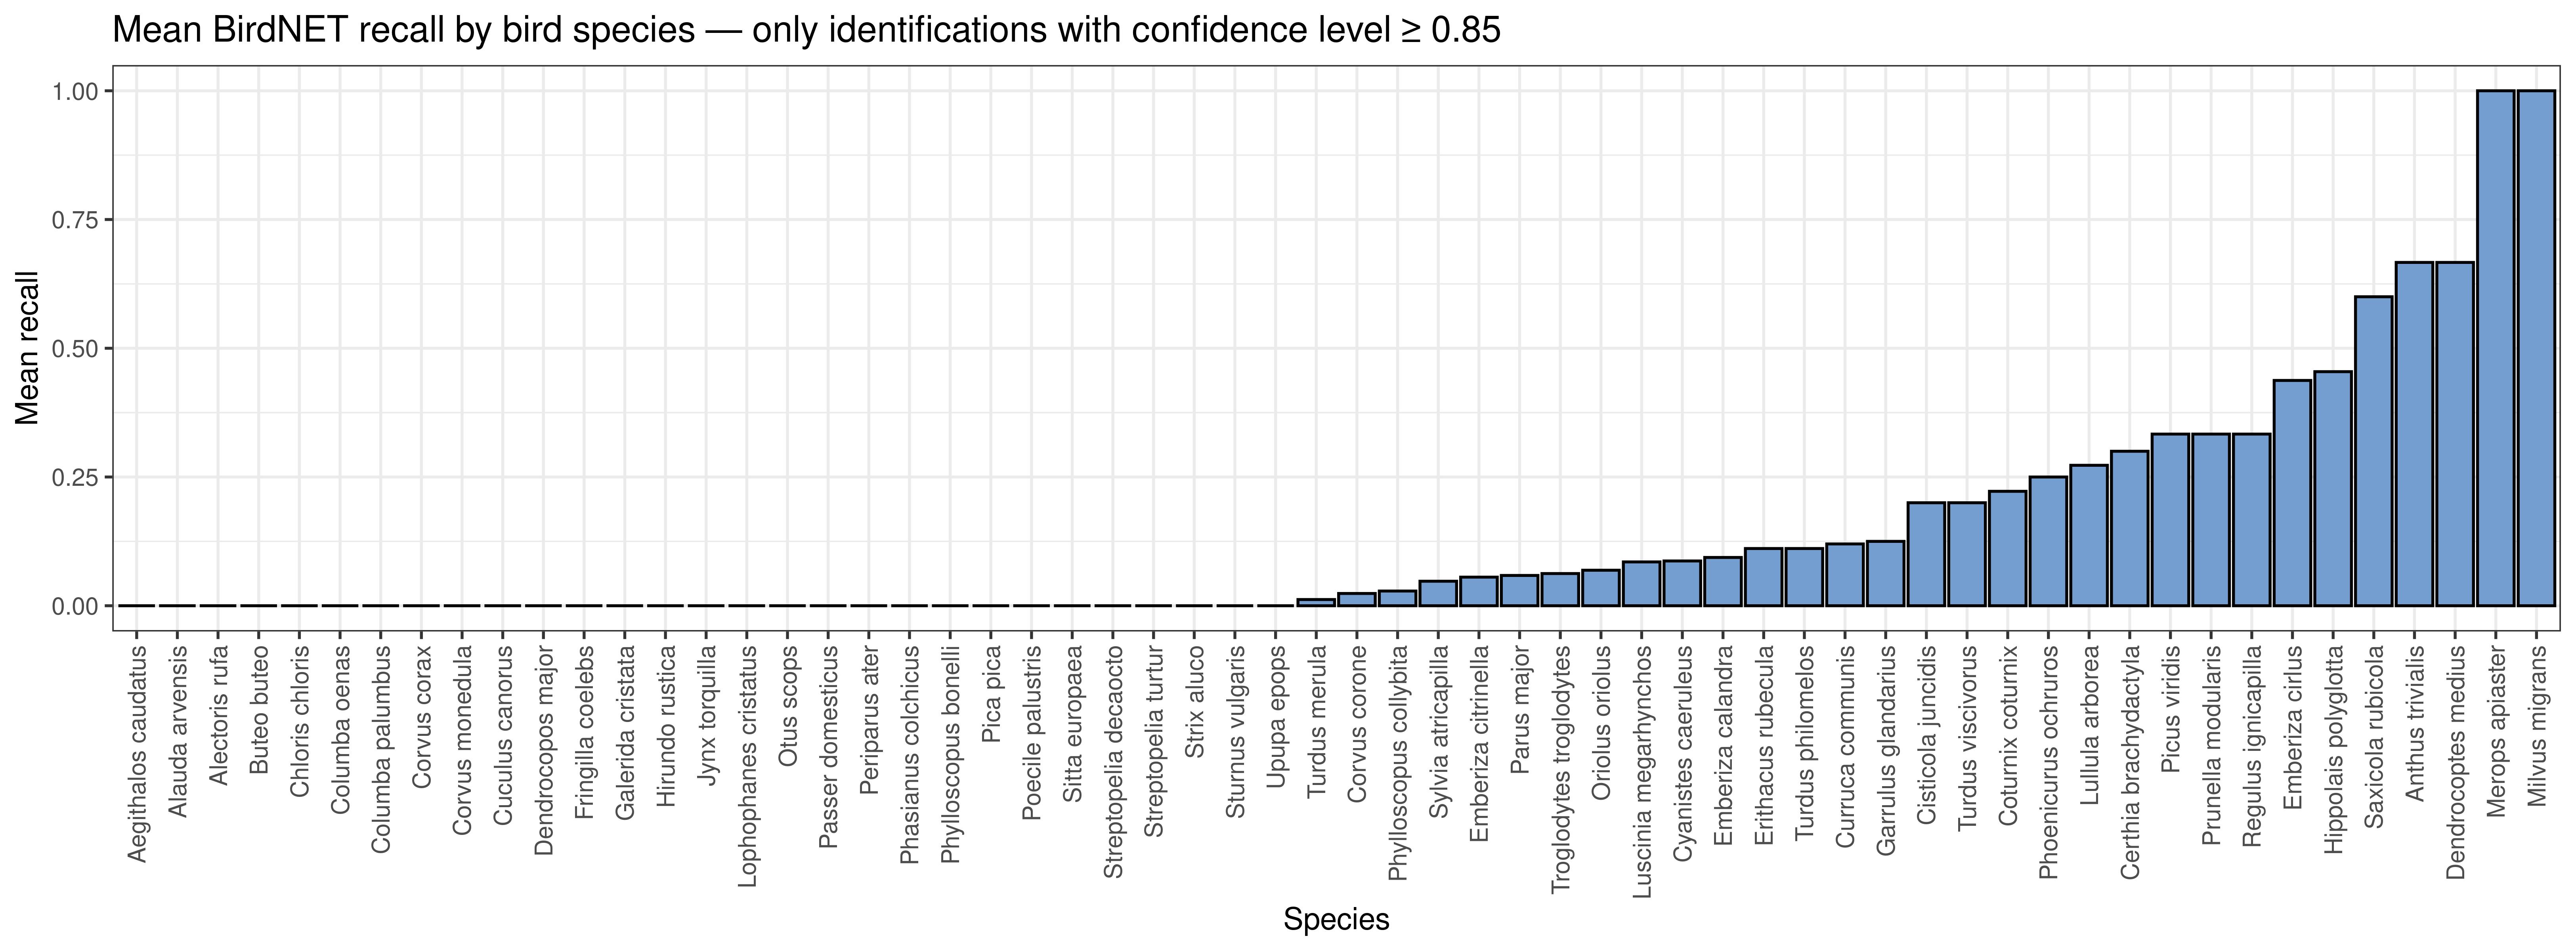 Mean BirdNET recall by bird species — only identifications with confidence level ≥ 0.85
Mean recall
1.00
0.75
0.50
0.25
0.00
Aegithalos caudatus
Alauda arvensis
Alectoris rufa
Buteo buteo
Chloris chloris
Columba oenas
Columba palumbus
Corvus corax
Corvus monedula
Cuculus canorus
Dendrocopos major
Fringilla coelebs
Galerida cristata
Hirundo rustica
Jynx torquilla
Lophophanes cristatus
Otus scops
Passer domesticus
Periparus ater
Phasianus colchicus
Phylloscopus bonelli
Pica pica
Poecile palustris
Sitta europaea
Streptopelia decaocto
Streptopelia turtur
Strix aluco
Sturnus vulgaris
Upupa epops
Turdus merula
Corvus corone
Phylloscopus collybita
Sylvia atricapilla
Emberiza citrinella
Parus major
Troglodytes troglodytes
Oriolus oriolus
Luscinia megarhynchos
Cyanistes caeruleus
Emberiza calandra
Erithacus rubecula
Turdus philomelos
Curruca communis
Garrulus glandarius
Cisticola juncidis
Turdus viscivorus
Coturnix coturnix
Phoenicurus ochruros
Lullula arborea
Certhia brachydactyla
Picus viridis
Prunella modularis
Regulus ignicapilla
Emberiza cirlus
Hippolais polyglotta
Saxicola rubicola
Anthus trivialis
Dendrocoptes medius
Merops apiaster
Milvus migrans
Species